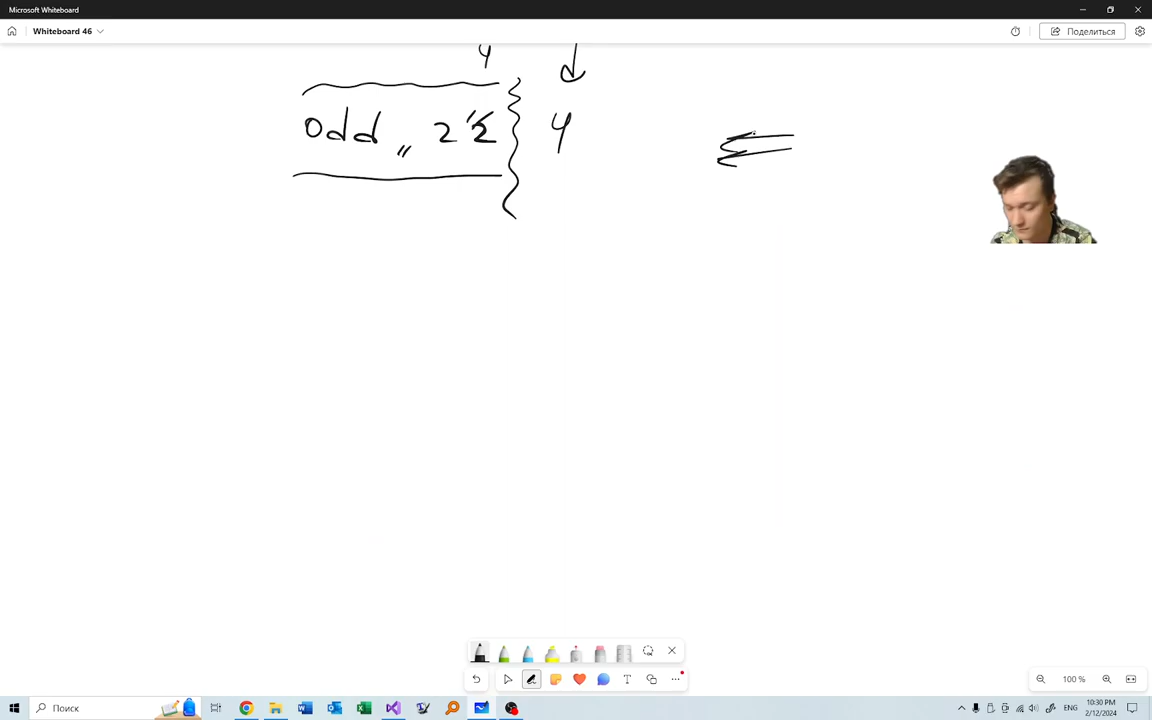 Microsoft Whiteboard
Whiteboard 46
Поделиться
4
odd „ 2 2
4
100 %
Поиск
ENG
10:30 PM
2/12/2024